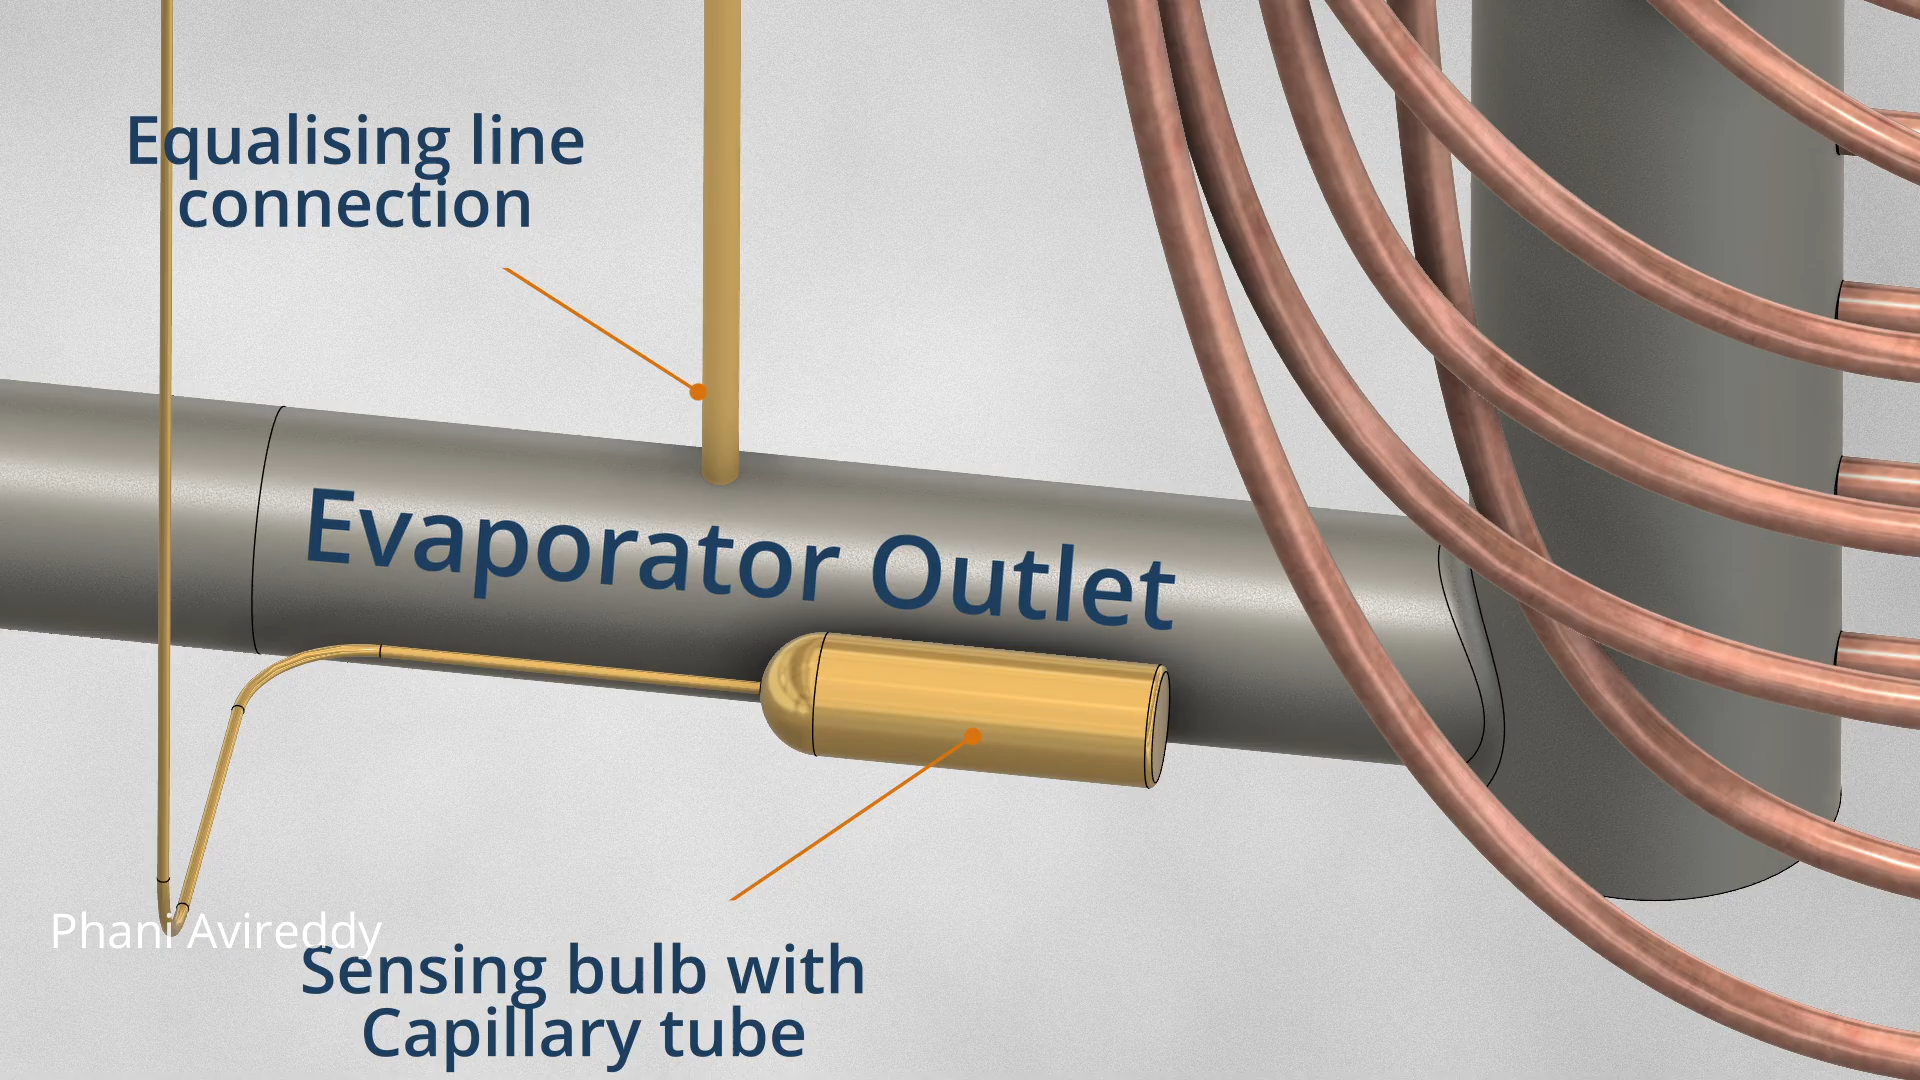 Equalising line
connection
Evaporator Outlet
Phani Avireddy
Sensing bulb with
Capillary tube